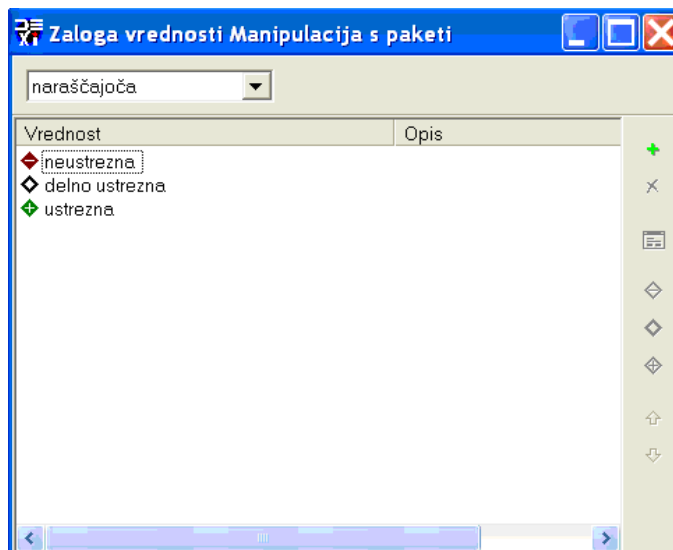 Zaloga vrednosti Manipulacija s paketi
naraščajoča
Vrednost Opis
neustrezna
delno ustrezna
ustrezna